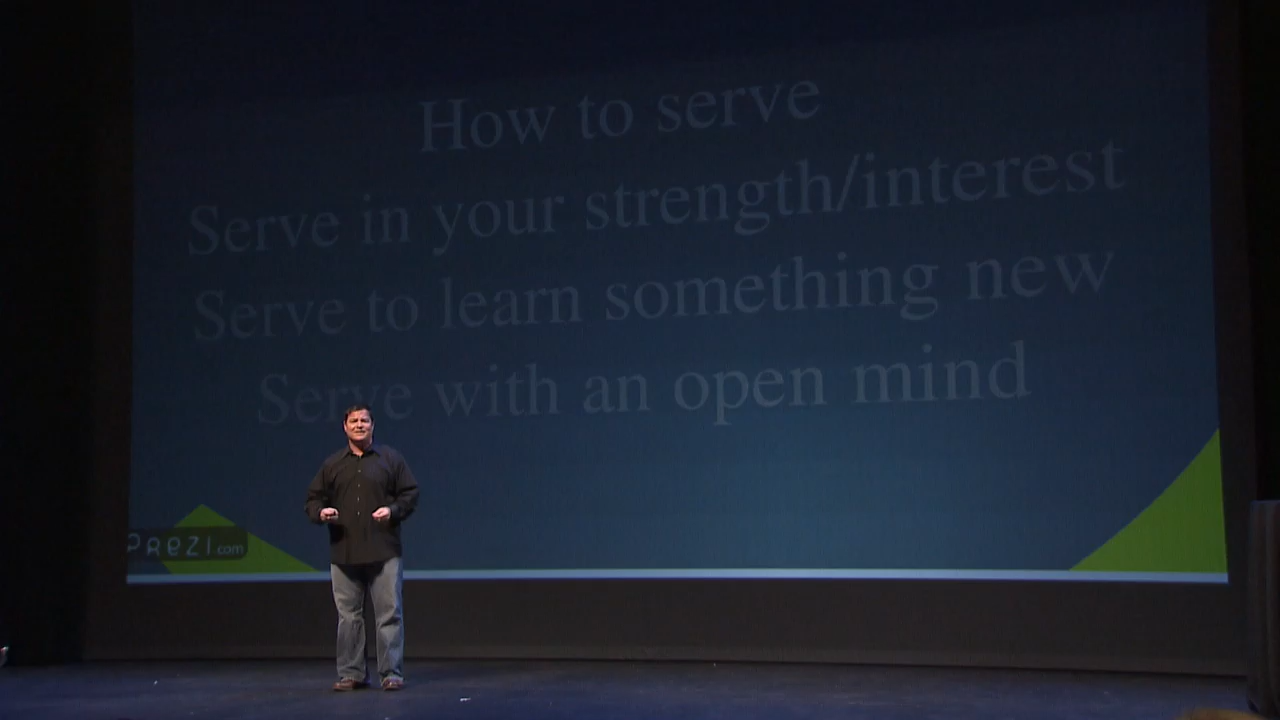 How to serve
Serve in your strength/interest
Serve to learn something new
Serve with an open mind
PREZI.com